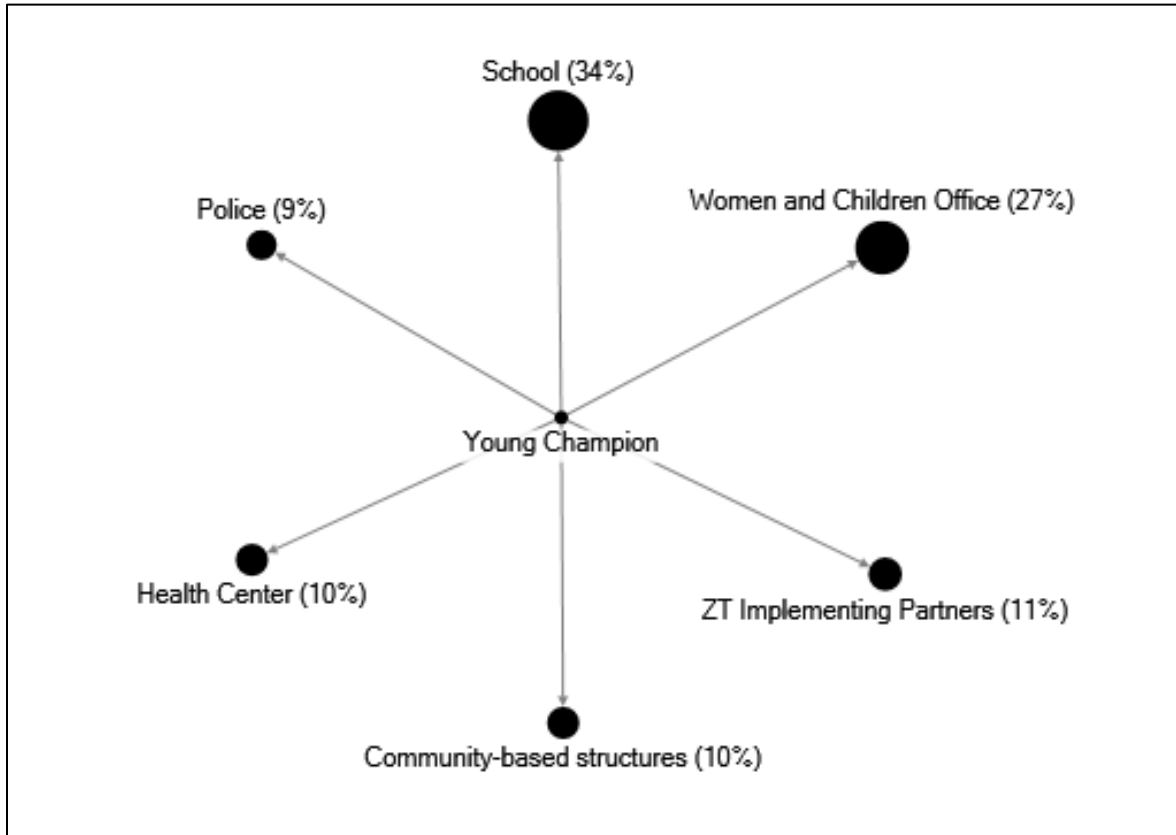 School (34%)
Women and Children Office (27%)
Police (9%)
Young Champion
Health Center (10%)
ZT Implementing Partners (11%)
Community-based structures (10%)